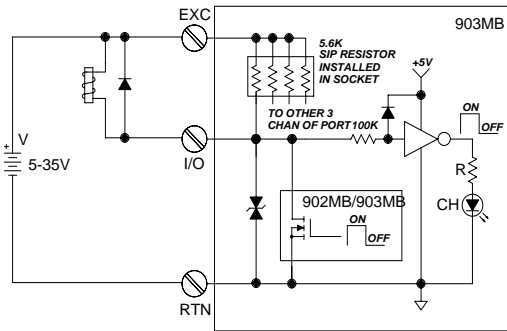 EXC
903MB
5.6K
SIP RESISTOR
INSTALLED
IN SOCKET
+5V
TO OTHER 3
CHAN OF PORT 100K
ON
OFF
+ V
5-35V
I/O
R
902MB/903MB
ON
OFF
CH
RTN